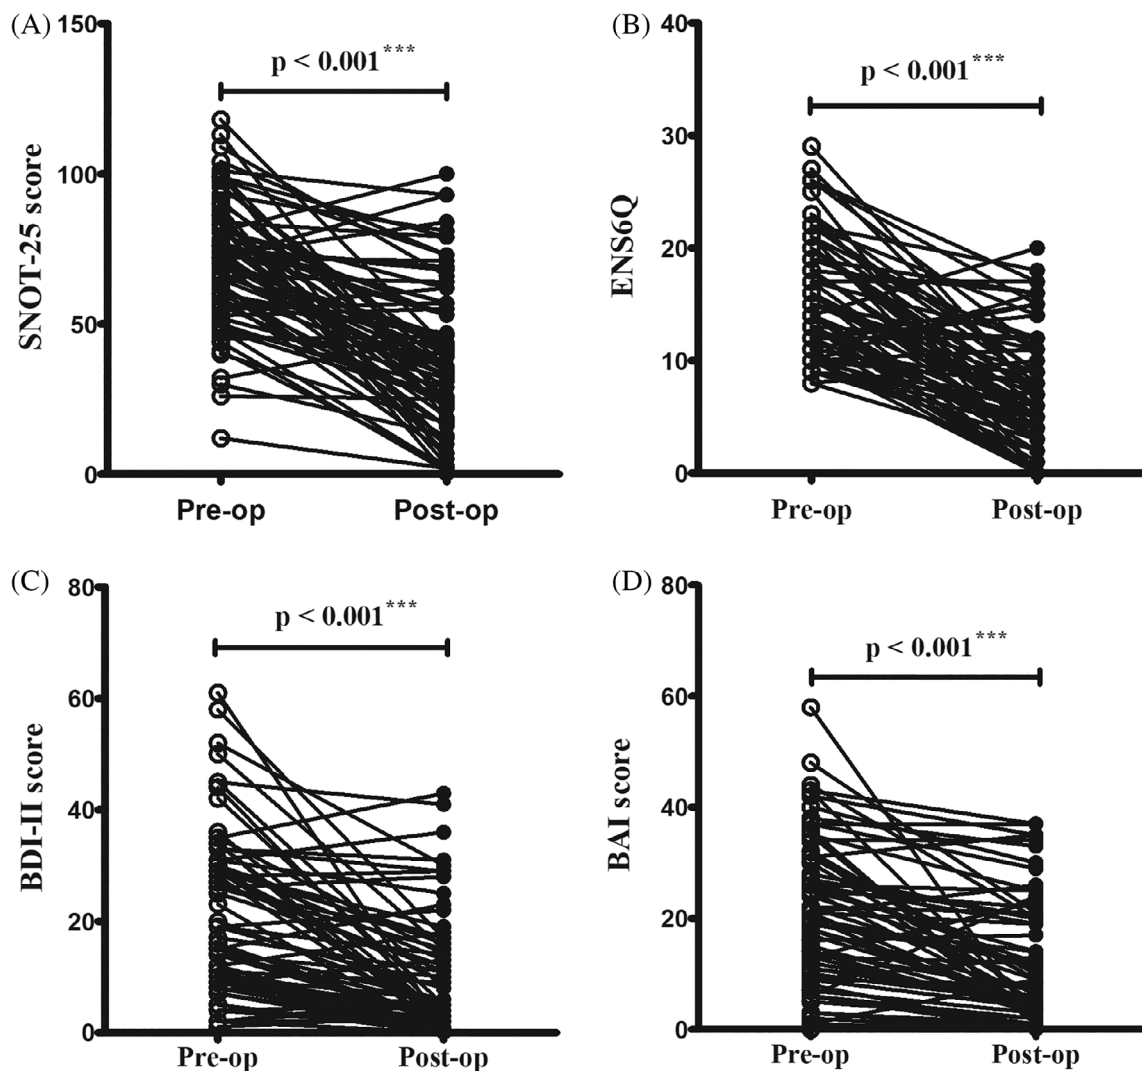 (A)
150
100
50
0
SNOT-25 score
p < 0.001***
Pre-op Post-op
(B)
40
30
20
10
0
ENS6Q
p < 0.001***
Pre-op Post-op
(C)
80
60
40
20
0
BDI-II score
p < 0.001***
Pre-op Post-op
(D)
80
60
40
20
0
BAI score
p < 0.001***
Pre-op Post-op